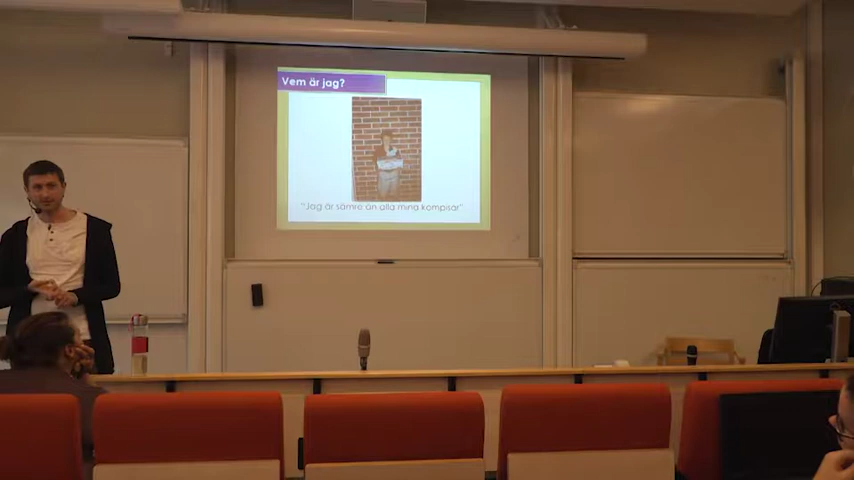 Vem är jag?
"Jag är sämre än alla mina kompisar"